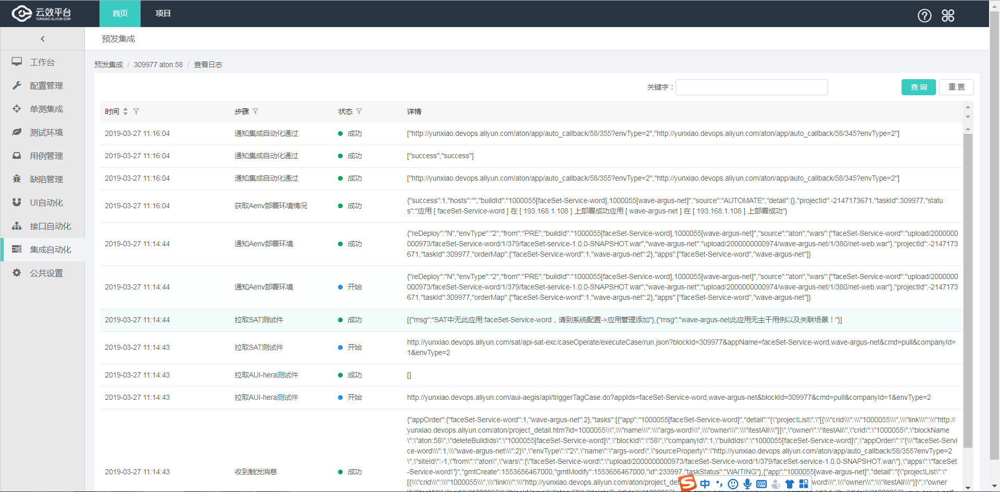 云效平台
YUNXIAO.ALIYUN.COM
首页
项目
预发集成
工作台
配置管理
单测集成
测试环境
用例管理
缺陷管理
UI自动化
接口自动化
集成自动化
公共设置
预发集成 / 309977 aton:58 / 查看日志
关键字：
查 询
重 置
时间 步骤 状态 详情
2019-03-27 11:16:04 通知集成自动化通过 成功 ["http://yunxiao.devops.aliyun.com/aton/app/auto_callback/58/355?envType=2","http://yunxiao.devops.aliyun.com/aton/app/auto_callback/58/345?envType=2"]
2019-03-27 11:16:04 通知集成自动化通过 成功 ["success","success"]
2019-03-27 11:16:04 通知集成自动化通过 成功 ["http://yunxiao.devops.aliyun.com/aton/app/auto_callback/58/355?envType=2","http://yunxiao.devops.aliyun.com/aton/app/auto_callback/58/345?envType=2"]
2019-03-27 11:16:04 获取Aenv部署环境情况 成功
{"success":1,"hosts":"","buildId":"1000055[faceSet-Service-word],1000055[wave-argus-net]","source":"AUTOMATE","detail":{},"projectId":-2147173671,"taskId":309977,"statu
s":"应用 [ faceSet-Service-word ] 在 [ 193.168.1.108 ] 上部署成功应用 [ wave-argus-net ] 在 [ 193.168.1.108 ] 上部署成功"}
2019-03-27 11:14:44 通知Aenv部署环境 成功
{"reDeploy":"N","envType":"2","from":"PRE","buildId":"1000055[faceSet-Service-word],1000055[wave-argus-net]","source":"aton","wars":{"faceSet-Service-word":"upload/2000000
000973/faceSet-Service-word/1/379/faceSet-service-1.0.0-SNAPSHOT.war","wave-argus-net":"upload/2000000000974/wave-argus-net/1/380/net-web.war"},"projectId":-2147173
671,"taskId":309977,"orderMap":{"faceSet-Service-word":1,"wave-argus-net":2},"apps":["faceSet-Service-word","wave-argus-net"]}
2019-03-27 11:14:44 通知Aenv部署环境 开始
{"reDeploy":"N","envType":"2","from":"PRE","buildId":"1000055[faceSet-Service-word],1000055[wave-argus-net]","source":"aton","wars":{"faceSet-Service-word":"upload/2000000
000973/faceSet-Service-word/1/379/faceSet-service-1.0.0-SNAPSHOT.war","wave-argus-net":"upload/2000000000974/wave-argus-net/1/380/net-web.war"},"projectId":-2147173
671,"taskId":309977,"orderMap":{"faceSet-Service-word":1,"wave-argus-net":2},"apps":["faceSet-Service-word","wave-argus-net"]}
2019-03-27 11:14:44 拉取SAT测试件 成功 [{"msg":"SAT中无此应用:faceSet-Service-word，请到系统配置->应用管理添加"},{"msg":"wave-argus-net此应用无主干用例以及关联场景！"}]
2019-03-27 11:14:43 拉取SAT测试件 开始
http://yunxiao.devops.aliyun.com/sat/api-sat-exc/caseOperate/executeCase/run.json?blockId=309977&appName=faceSet-Service-word,wave-argus-net&cmd=pull&companyId=
1&envType=2
2019-03-27 11:14:43 拉取AUI-hera测试件 成功 []
2019-03-27 11:14:43 拉取AUI-hera测试件 开始 http://yunxiao.devops.aliyun.com/aui-aegis/api/triggerTagCase.do?appIds=faceSet-Service-word,wave-argus-net&blockId=309977&cmd=pull&companyId=1&envType=2
2019-03-27 11:14:43 收到触发消息 成功
{"appOrder":{"faceSet-Service-word":1,"wave-argus-net":2},"tasks":[{"app":"1000055[faceSet-Service-word]","detail":"{\"projectList\":\"[{\\\"crid\\\":\\\"1000055\\\",\\\"link\\\":\\\"http://
yunxiao.devops.aliyun.com/aton/project_detail.htm?id=1000055\\\",\\\"name\\\":\\\"args-word\\\",\\\"owner\\\":\\\"itestAli\\\"}]\",\"owner\":\"itestAli\",\"crid\":\"1000055\",\"blockName
\":\"aton:58\",\"deleteBuildIds\":\"1000055[faceSet-Service-word]\",\"blockId\":\"58\",\"companyId\":1,\"buildIds\":\"1000055[faceSet-Service-word]\",\"appOrder\":\"{\\\"faceSet-Servi
ce-word\\\":1,\\\"wave-argus-net\\\":2}\",\"envType\":\"2\",\"name\":\"args-word\",\"sourceProperty\":\"http://yunxiao.devops.aliyun.com/aton/app/auto_callback/58/355?envType=2
\",\"siteId\":-1,\"from\":\"aton\",\"wars\":{\"faceSet-Service-word\":\"upload/2000000000973/faceSet-Service-word/1/379/faceSet-service-1.0.0-SNAPSHOT.war\"},\"apps\":\"faceSet
-Service-word\"}","gmtCreate":1553656467000,"gmtModify":1553656467000,"id":233997,"taskStatus":"WAITING"},{"app":"1000055[wave-argus-net]","detail":"{\"projectList\":\"
[{\\\"crid\\\":\\\"1000055\\\",\\\"link\\\":\\\"http://yunxiao.devops.aliyun.com/aton/project_det
word\\\",\\\"owner\\\":\\\"itestAli\\\"}]\",\"owner
中